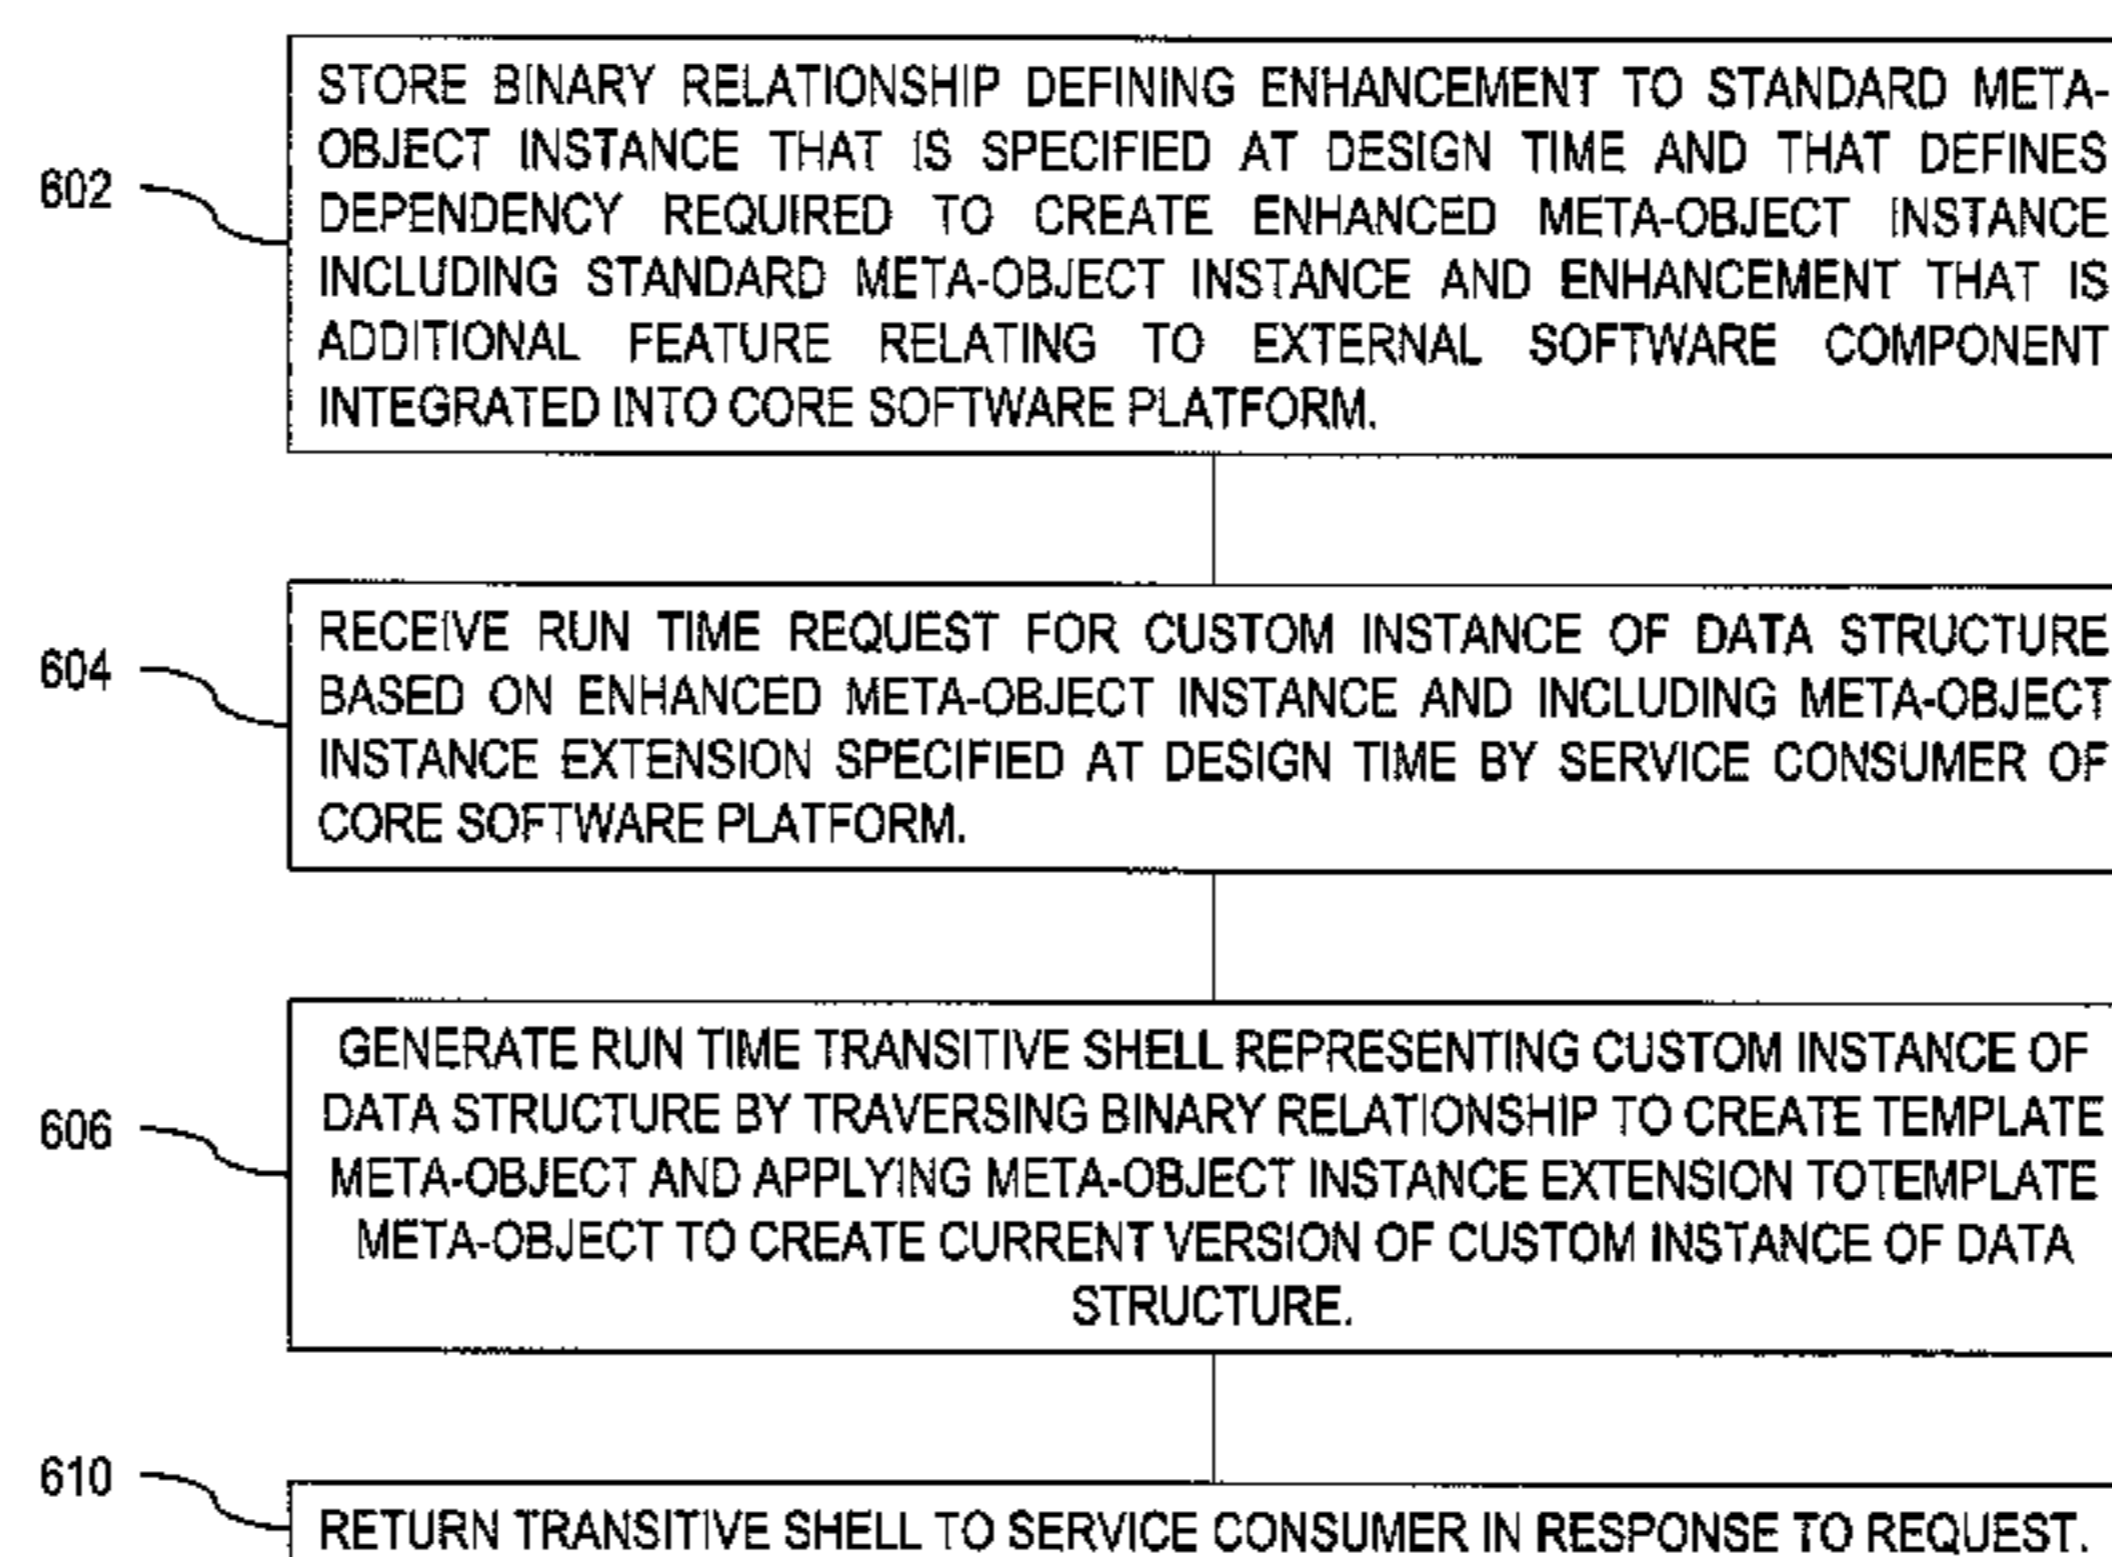 STORE BINARY RELATIONSHIP DEFINING ENHANCEMENT TO STANDARD META-
OBJECT INSTANCE THAT IS SPECIFIED AT DESIGN TIME AND THAT DEFINES
602
DEPENDENCY REQUIRED TO CREATE ENHANCED META-OBJECT INSTANCE
INCLUDING STANDARD META-OBJECT INSTANCE AND ENHANCEMENT THAT IS
ADDITIONAL FEATURE RELATING TO EXTERNAL SOFTWARE COMPONENT
INTEGRATED INTO CORE SOFTWARE PLATFORM.
RECEIVE RUN TIME REQUEST FOR CUSTOM INSTANCE OF DATA STRUCTURE
604
BASED ON ENHANCED META-OBJECT INSTANCE AND INCLUDING META-OBJECT
INSTANCE EXTENSION SPECIFIED AT DESIGN TIME BY SERVICE CONSUMER OF
CORE SOFTWARE PLATFORM.
GENERATE RUN TIME TRANSITIVE SHELL REPRESENTING CUSTOM INSTANCE OF
DATA STRUCTURE BY TRAVERSING BINARY RELATIONSHIP TO CREATE TEMPLATE
606
META-OBJECT AND APPLYING META-OBJECT INSTANCE EXTENSION TOTEMPLATE
META-OBJECT TO CREATE CURRENT VERSION OF CUSTOM INSTANCE OF DATA
STRUCTURE.
610
RETURN TRANSITIVE SHELL TO SERVICE CONSUMER IN RESPONSE TO REQUEST.